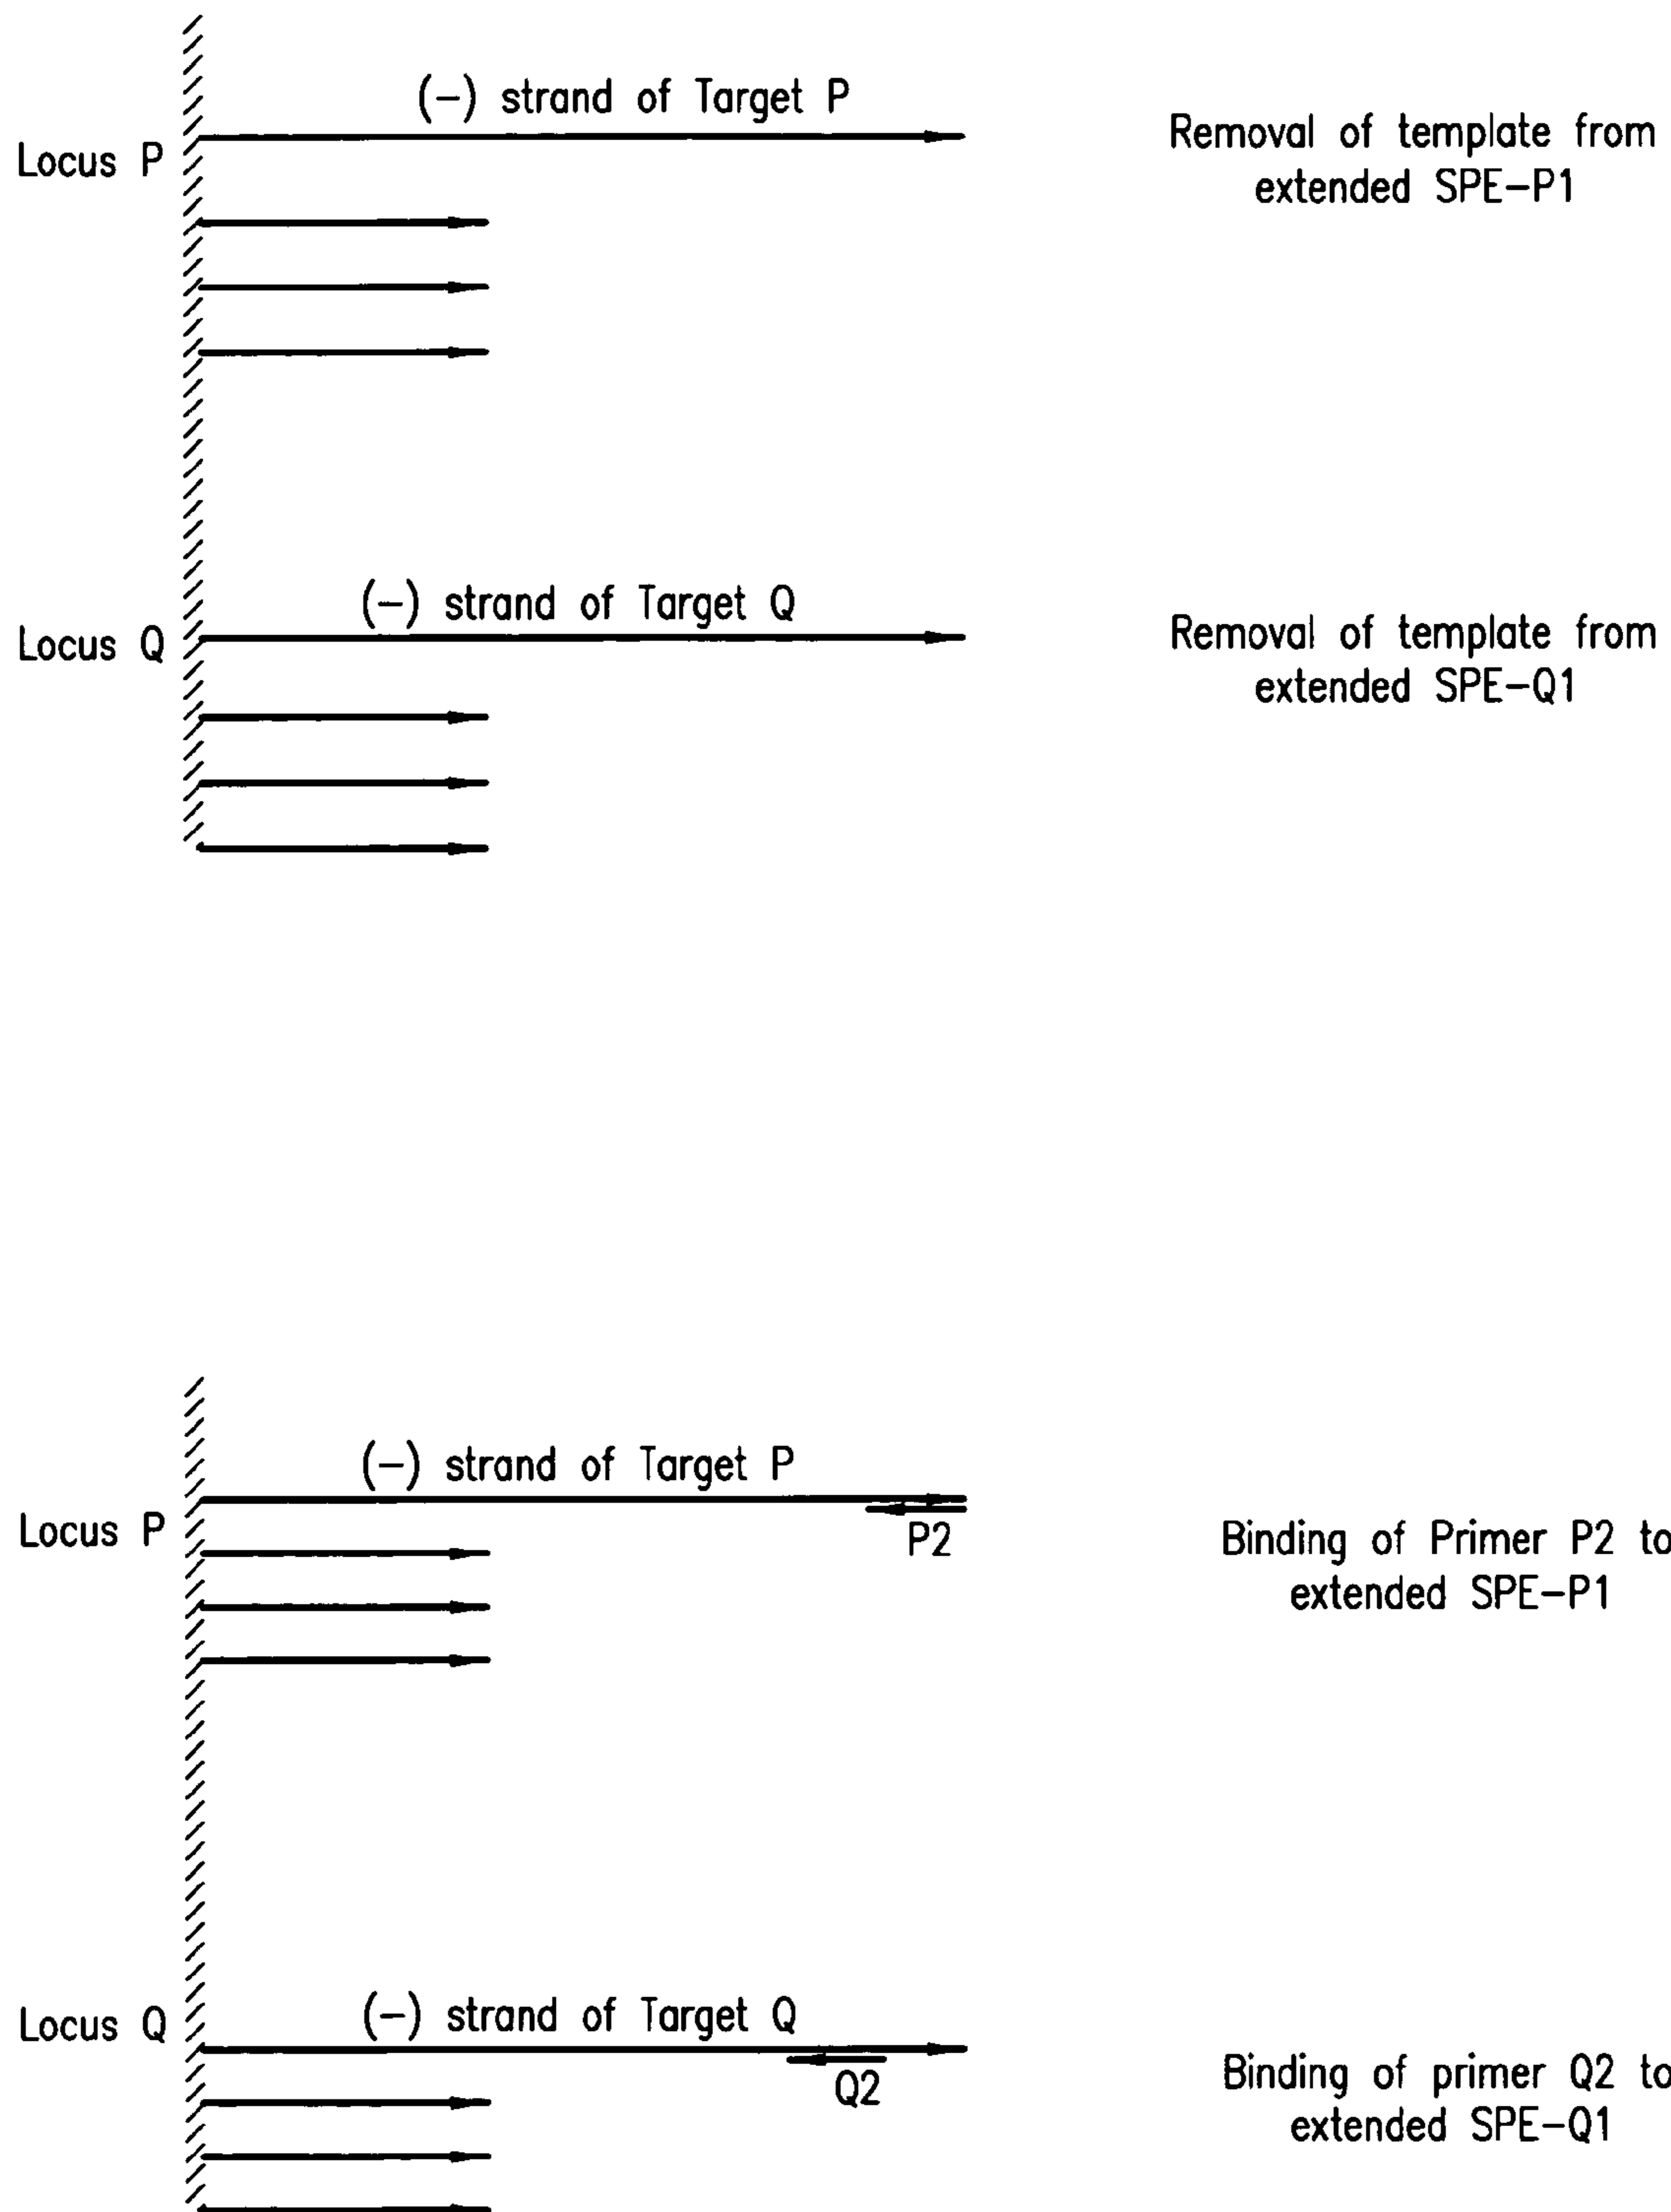 (-) strand of Target P
Locus P
Removal of template from
extended SPE-P1
(-) strand of Target Q
Locus Q
Removal of template from
extended SPE-Q1
(-) strand of Target P
Locus P
P2
Binding of Primer P2 to
extended SPE-P1
(-) strand of Target Q
Locus Q
Q2
Binding of primer Q2 to
extended SPE-Q1